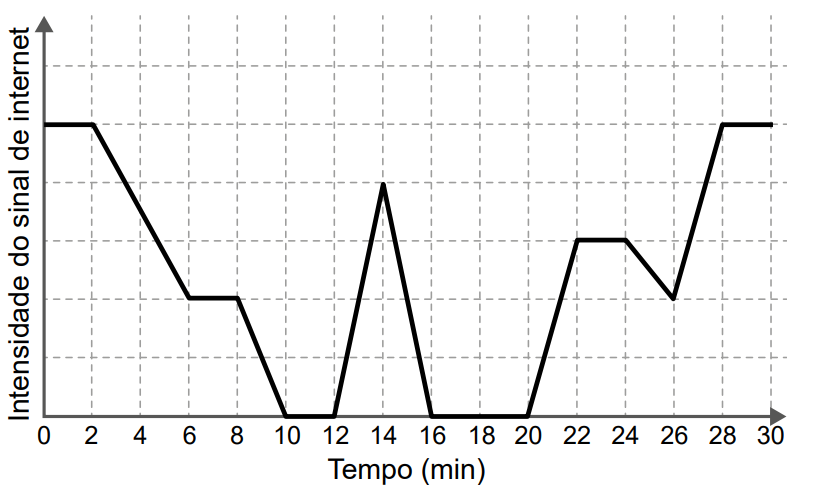 Intensidade do sinal de internet
0 2 4 6 8 10 12 14 16 18 20 22 24 26 28 30
Tempo (min)